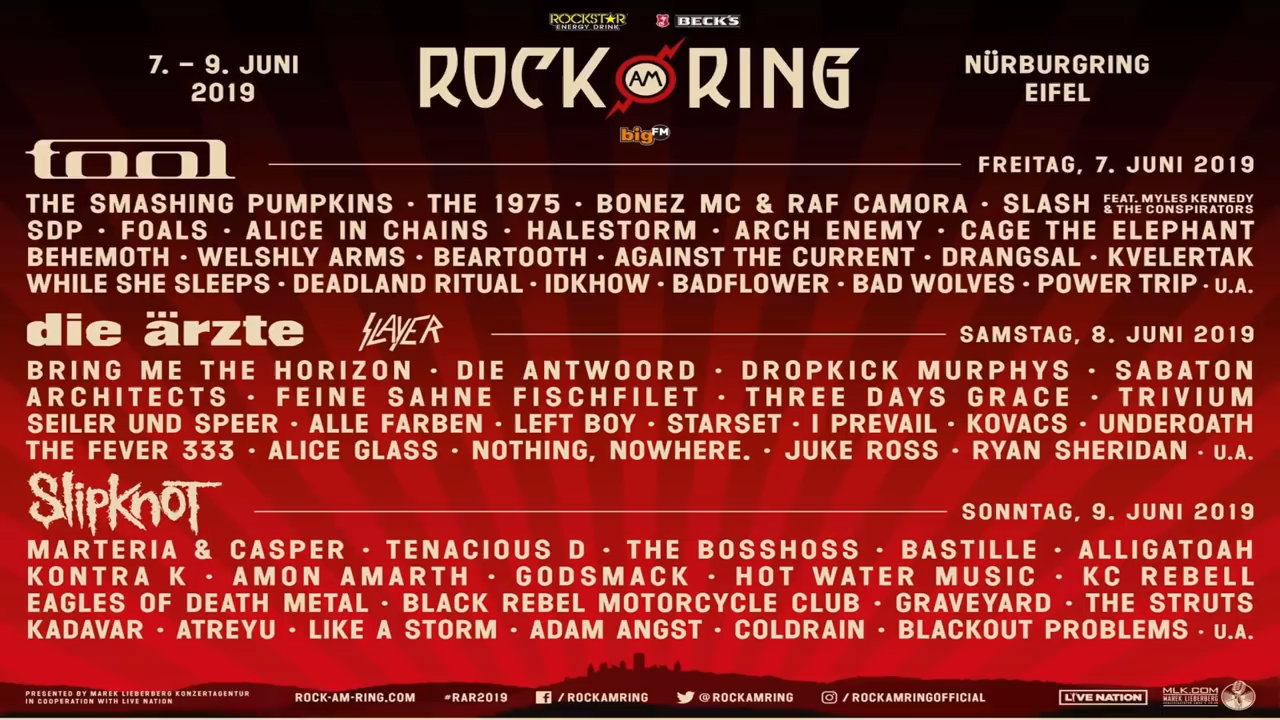 ROCKSTAR ENERGY DRINK BECK'S
7. – 9. JUNI 2019
ROCK AM RING
NÜRBURGRING EIFEL
bigFM
TOOL
FREITAG, 7. JUNI 2019
THE SMASHING PUMPKINS · THE 1975 · BONEZ MC & RAF CAMORA · SLASH FEAT. MYLES KENNEDY & THE CONSPIRATORS
SDP · FOALS · ALICE IN CHAINS · HALESTORM · ARCH ENEMY · CAGE THE ELEPHANT
BEHEMOTH · WELSHLY ARMS · BEARTOOTH · AGAINST THE CURRENT · DRANGSAL · KVELERTAK
WHILE SHE SLEEPS · DEADLAND RITUAL · IDKHOW · BADFLOWER · BAD WOLVES · POWER TRIP · U.A.
die ärzte SLAYER
SAMSTAG, 8. JUNI 2019
BRING ME THE HORIZON · DIE ANTWOORD · DROPKICK MURPHYS · SABATON
ARCHITECTS · FEINE SAHNE FISCHFILET · THREE DAYS GRACE · TRIVIUM
SEILER UND SPEER · ALLE FARBEN · LEFT BOY · STARSET · I PREVAIL · KOVACS · UNDEROATH
THE FEVER 333 · ALICE GLASS · NOTHING, NOWHERE. · JUKE ROSS · RYAN SHERIDAN · U.A.
SLIPKNOT
SONNTAG, 9. JUNI 2019
MARTERIA & CASPER · TENACIOUS D · THE BOSSHOSS · BASTILLE · ALLIGATOAH
KONTRA K · AMON AMARTH · GODSMACK · HOT WATER MUSIC · KC REBELL
EAGLES OF DEATH METAL · BLACK REBEL MOTORCYCLE CLUB · GRAVEYARD · THE STRUTS
KADAVAR · ATREYU · LIKE A STORM · ADAM ANGST · COLDRAIN · BLACKOUT PROBLEMS · U.A.
PRESENTED BY MAREK LIEBERBERG KONZERTAGENTUR
IN COOPERATION WITH LIVE NATION
ROCK-AM-RING.COM #RAR2019 /ROCKAMRING @ROCKAMRING /ROCKAMRINGOFFICIAL
LIVE NATION
MLK.COM
MAREK LIEBERBERG